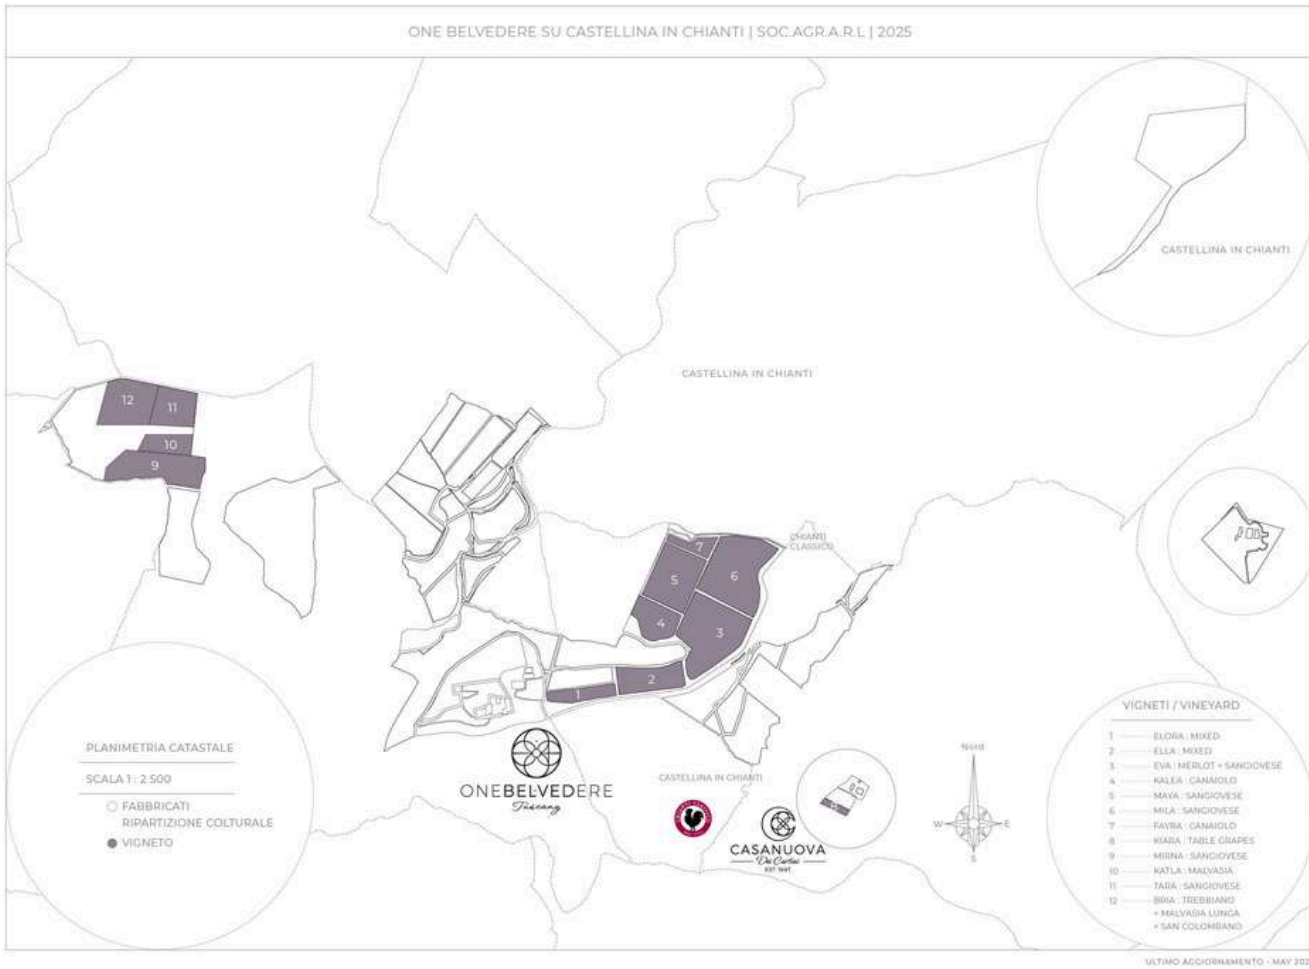 ONE BELVEDERE SU CASTELLINA IN CHIANTI | SOC.AGR.A.R.L | 2025
CASTELLINA IN CHIANTI
CASTELLINA IN CHIANTI
12
11
10
9
CHIANTI
CLASSICO
7
5
6
4
3
2
1
PLANIMETRIA CATASTALE
SCALA 1 : 2 500
FABBRICATI
RIPARTIZIONE COLTURALE
VIGNETO
ONEBELVEDERE
Tuscany
CASTELLINA IN CHIANTI
CASANUOVA
EST 1697
Nord
W
E
S
VIGNETI / VINEYARD
1 ELORA : MIXED
2 ELLA : MIXED
3 EVA : MERLOT + SANGIOVESE
4 KALEA : CANAIOLO
5 MAYA : SANGIOVESE
6 MILA : SANGIOVESE
7 FAYRA : CANAIOLO
8 KIARA : TABLE GRAPES
9 MIRNA : SANGIOVESE
10 KATLA : MALVASIA
11 TARA : SANGIOVESE
12 BRIA : TREBBIANO
+ MALVASIA LUNGA
+ SAN COLOMBANO
ULTIMO AGGIORNAMENTO - MAY 202